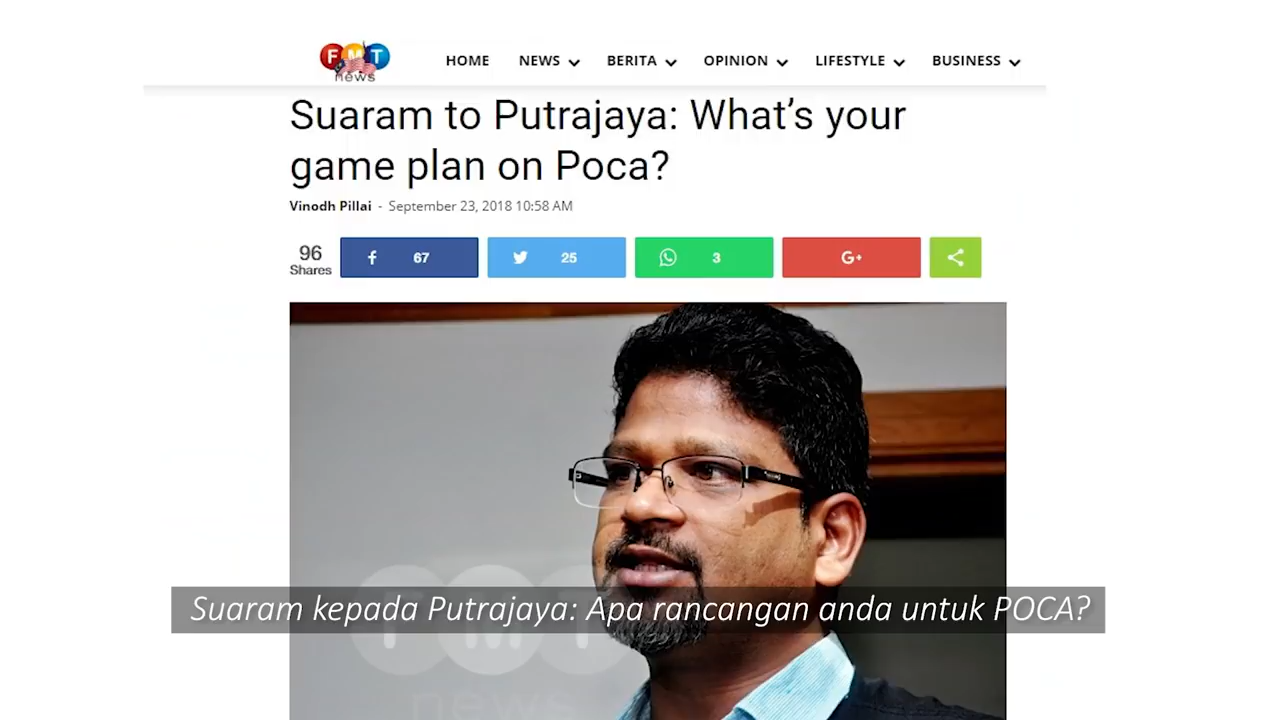 FMT
news
HOME NEWS BERITA OPINION LIFESTYLE BUSINESS
Suaram to Putrajaya: What's your
game plan on Poca?
Vinodh Pillai - September 23, 2018 10:58 AM
96
Shares
67
25
3
G+
Suaram kepada Putrajaya: Apa rancangan anda untuk POCA?
FMT
news